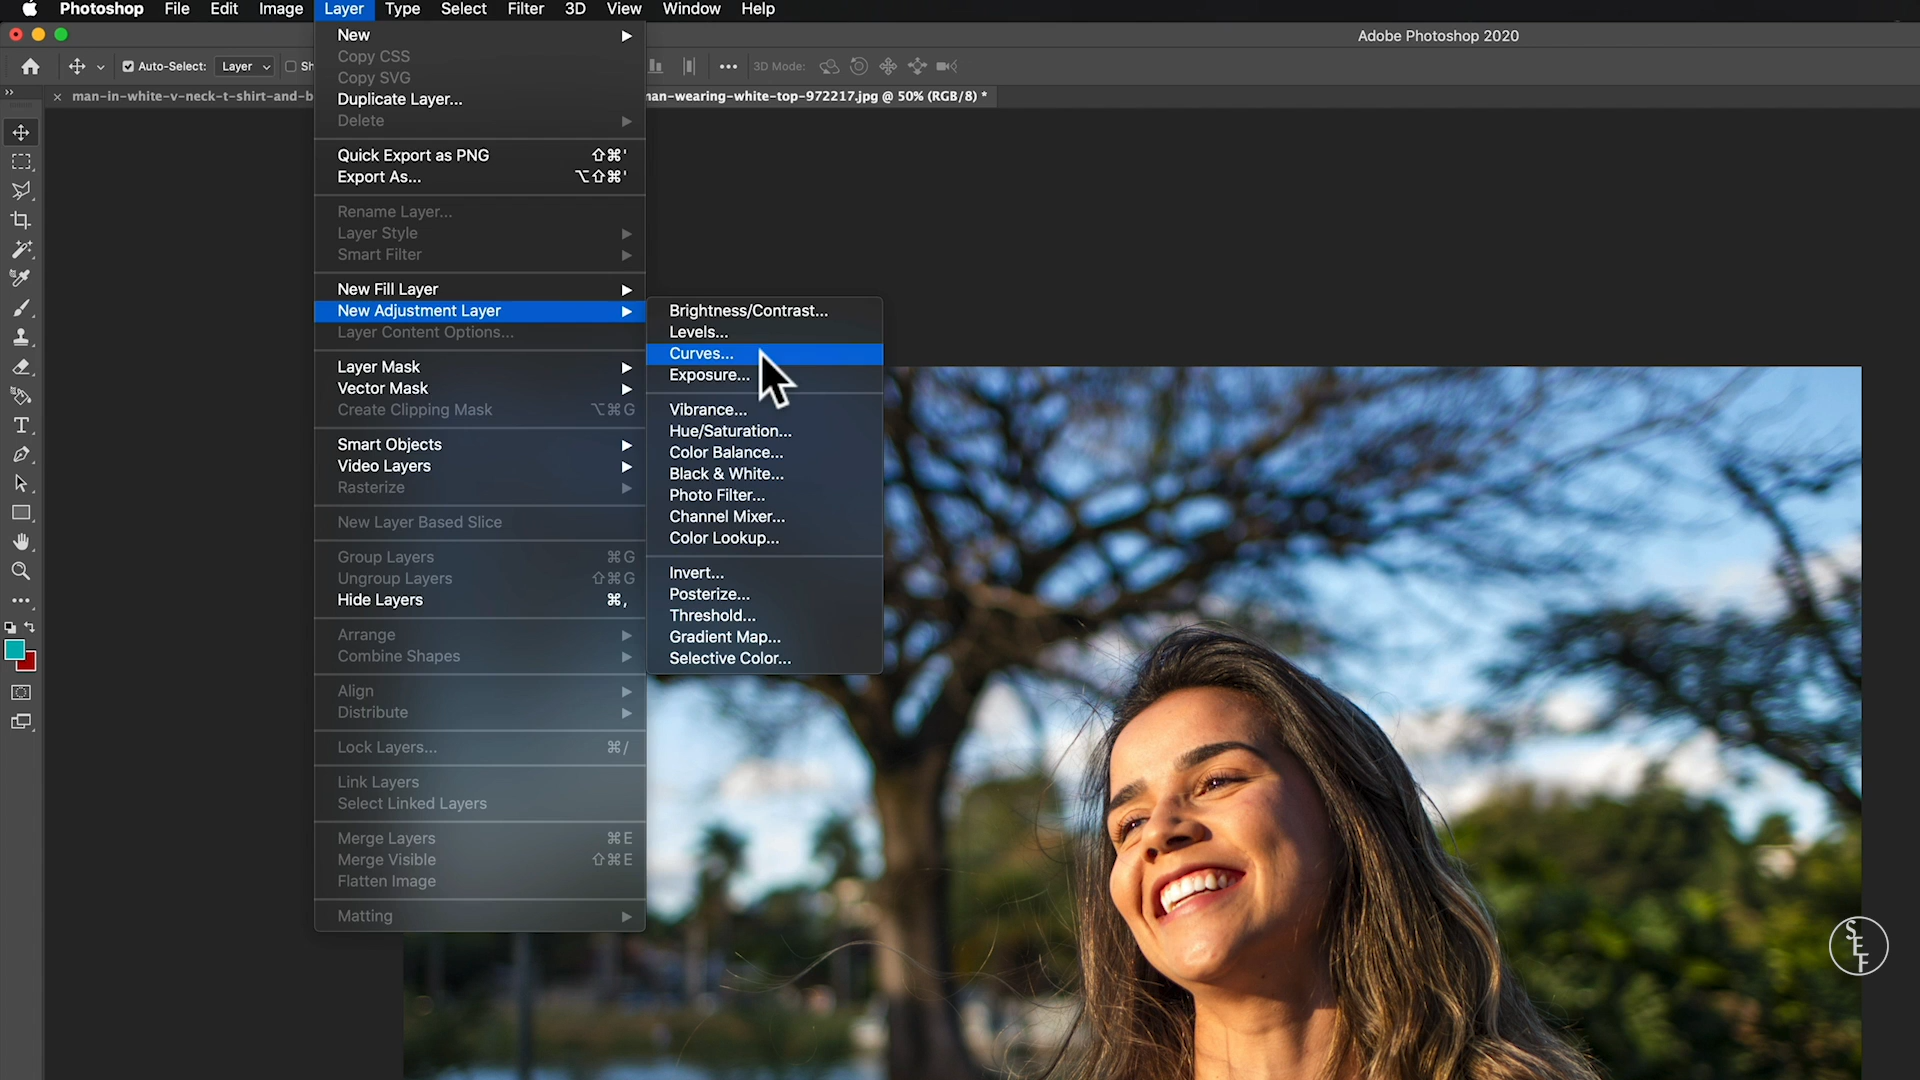 Photoshop File Edit Image Layer Type Select Filter 3D View Window Help
Adobe Photoshop 2020
Auto-Select: Layer Sh
3D Mode:
man-in-white-v-neck-t-shirt-and-b
an-wearing-white-top-972217.jpg @ 50% (RGB/8) *
New
Copy CSS
Copy SVG
Duplicate Layer...
Delete
Quick Export as PNG ⇧⌘'
Export As... ⌥⇧⌘'
Rename Layer...
Layer Style
Smart Filter
New Fill Layer
New Adjustment Layer
Layer Content Options...
Layer Mask
Vector Mask
Create Clipping Mask ⌥⌘G
Smart Objects
Video Layers
Rasterize
New Layer Based Slice
Group Layers ⌘G
Ungroup Layers ⇧⌘G
Hide Layers ⌘,
Arrange
Combine Shapes
Align
Distribute
Lock Layers... ⌘/
Link Layers
Select Linked Layers
Merge Layers ⌘E
Merge Visible ⇧⌘E
Flatten Image
Matting
Brightness/Contrast...
Levels...
Curves...
Exposure...
Vibrance...
Hue/Saturation...
Color Balance...
Black & White...
Photo Filter...
Channel Mixer...
Color Lookup...
Invert...
Posterize...
Threshold...
Gradient Map...
Selective Color...
SLF